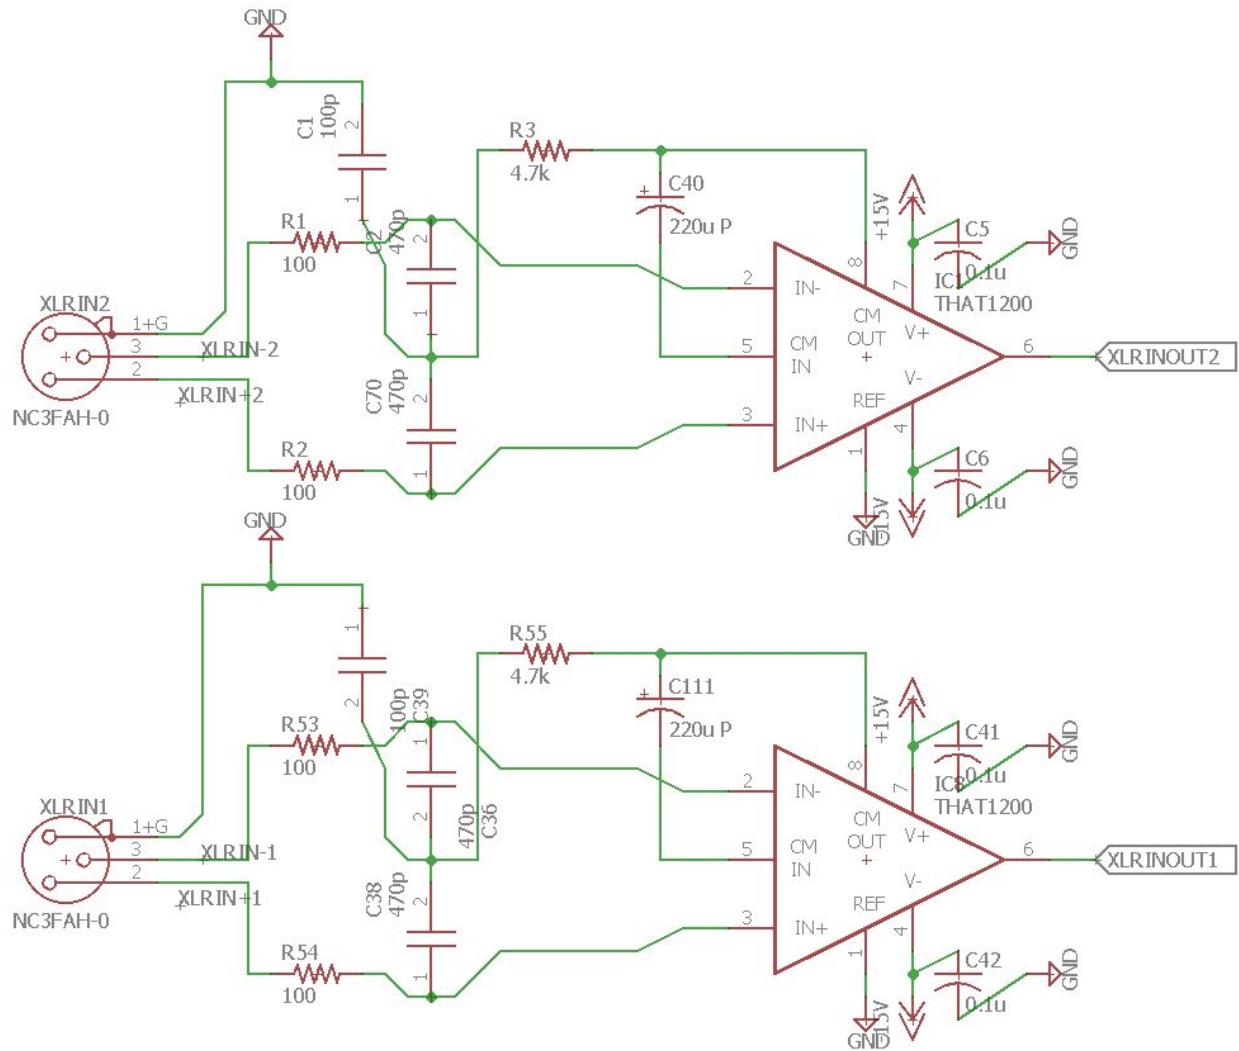 GND
C1
100p
2
1
R3
4.7k
C40
220u P
+15V
C5
0.1u
GND
R1
100
C2
470p
2
1
8
7
IC1
THAT1200
2
IN-
CM
OUT
V+
XLRIN2
1+G
3
2
XLRIN-2
XLRIN+2
NC3FAH-0
5
CM
IN
V-
6
XLRINOUT2
C70
470p
2
1
REF
3
IN+
4
1
C6
0.1u
GND
R2
100
GND
15V
GND
1
2
R55
4.7k
C111
220u P
+15V
C41
0.1u
GND
100p
C39
R53
100
1
2
8
7
IC8
THAT1200
2
IN-
CM
OUT
V+
470p
C36
XLRIN1
1+G
3
2
XLRIN-1
XLRIN+1
NC3FAH-0
5
CM
IN
V-
6
XLRINOUT1
C38
470p
2
1
REF
3
IN+
4
1
C42
0.1u
GND
R54
100
GND
15V